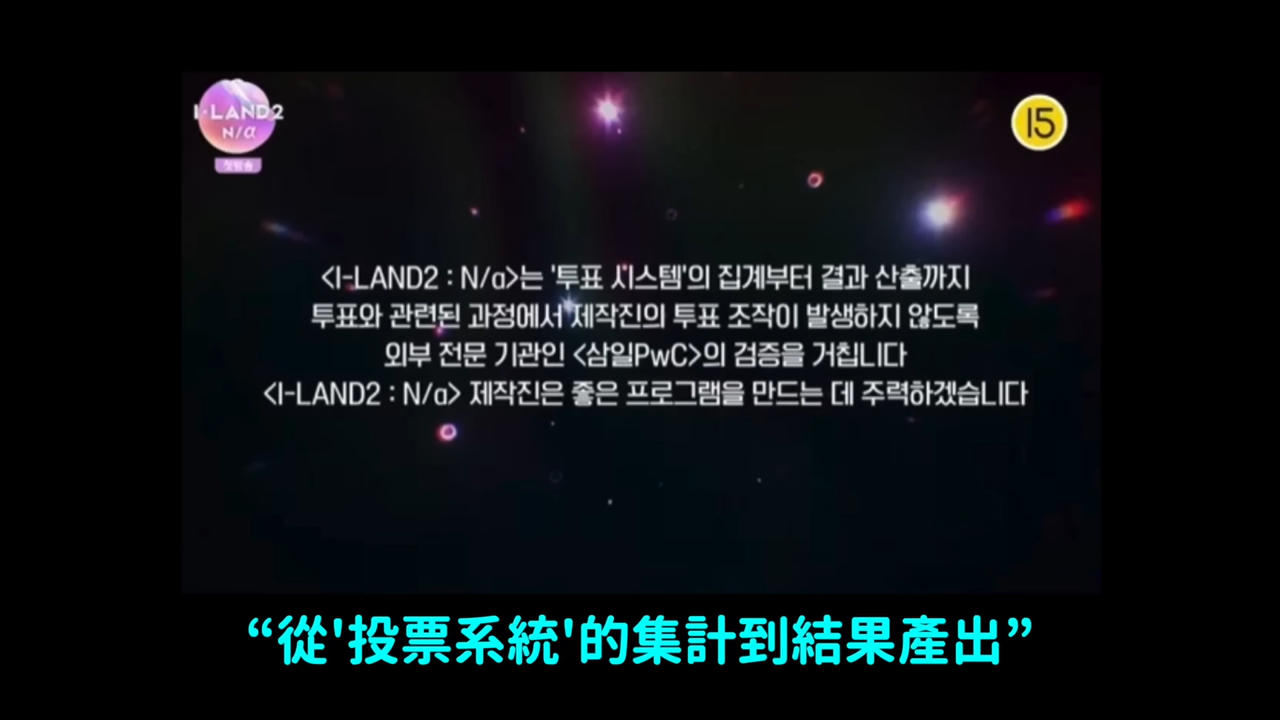 I-LAND2
N/α
첫방송
15
<I-LAND2 : N/α>는 '투표 시스템'의 집계부터 결과 산출까지
투표와 관련된 과정에서 제작진의 투표 조작이 발생하지 않도록
외부 전문 기관인 <삼일PwC>의 검증을 거칩니다
<I-LAND2 : N/α> 제작진은 좋은 프로그램을 만드는 데 주력하겠습니다
“從'投票系統'的集計到結果產出”